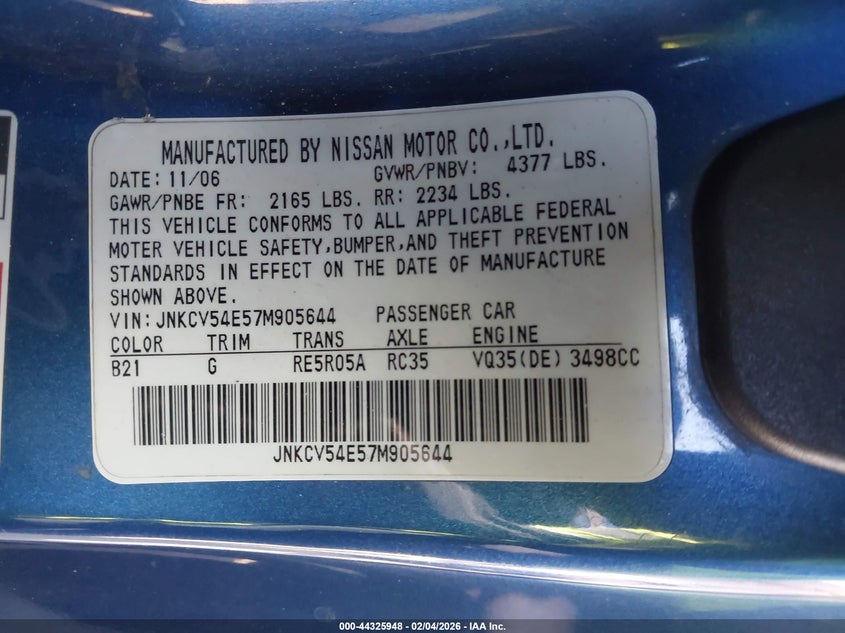 MANUFACTURED BY NISSAN MOTOR CO.,LTD.
DATE: 11/06 GVWR/PNBV: 4377 LBS.
GAWR/PNBE FR: 2165 LBS. RR: 2234 LBS.
THIS VEHICLE CONFORMS TO ALL APPLICABLE FEDERAL
MOTER VEHICLE SAFETY,BUMPER,AND THEFT PREVENTION
STANDARDS IN EFFECT ON THE DATE OF MANUFACTURE
SHOWN ABOVE.
VIN:JNKCV54E57M905644 PASSENGER CAR
COLOR TRIM TRANS AXLE ENGINE
B21 G RE5R05A RC35 VQ35(DE) 3498CC
JNKCV54E57M905644
000-44325948 - 02/04/2026 - IAA Inc.